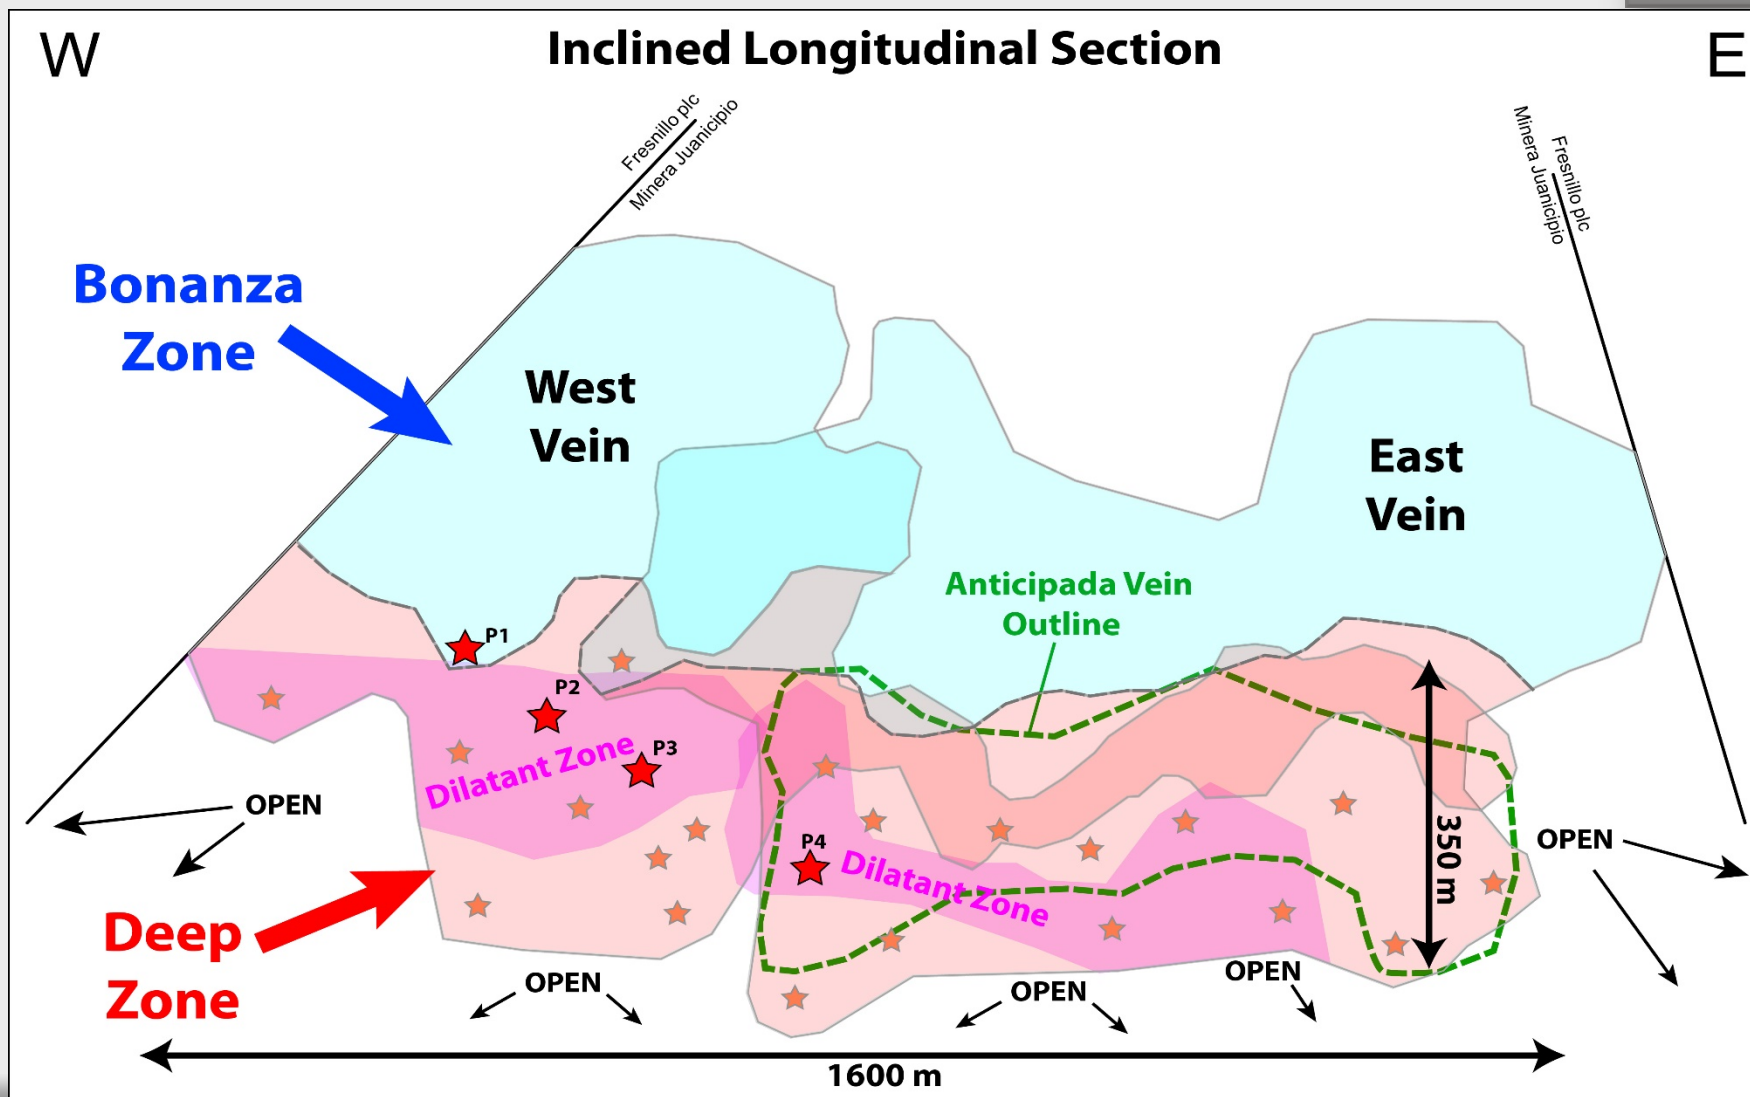 W
Inclined Longitudinal Section
E
Fresnillo plc
Minera Juanicipio
Minera Juanicipio
Fresnillo plc
Bonanza
Zone
West
Vein
East
Vein
Anticipada Vein
Outline
P1
P2
P3
Dilatant Zone
P4
Dilatant Zone
350 m
OPEN
OPEN
Deep
Zone
OPEN
OPEN
OPEN
1600 m